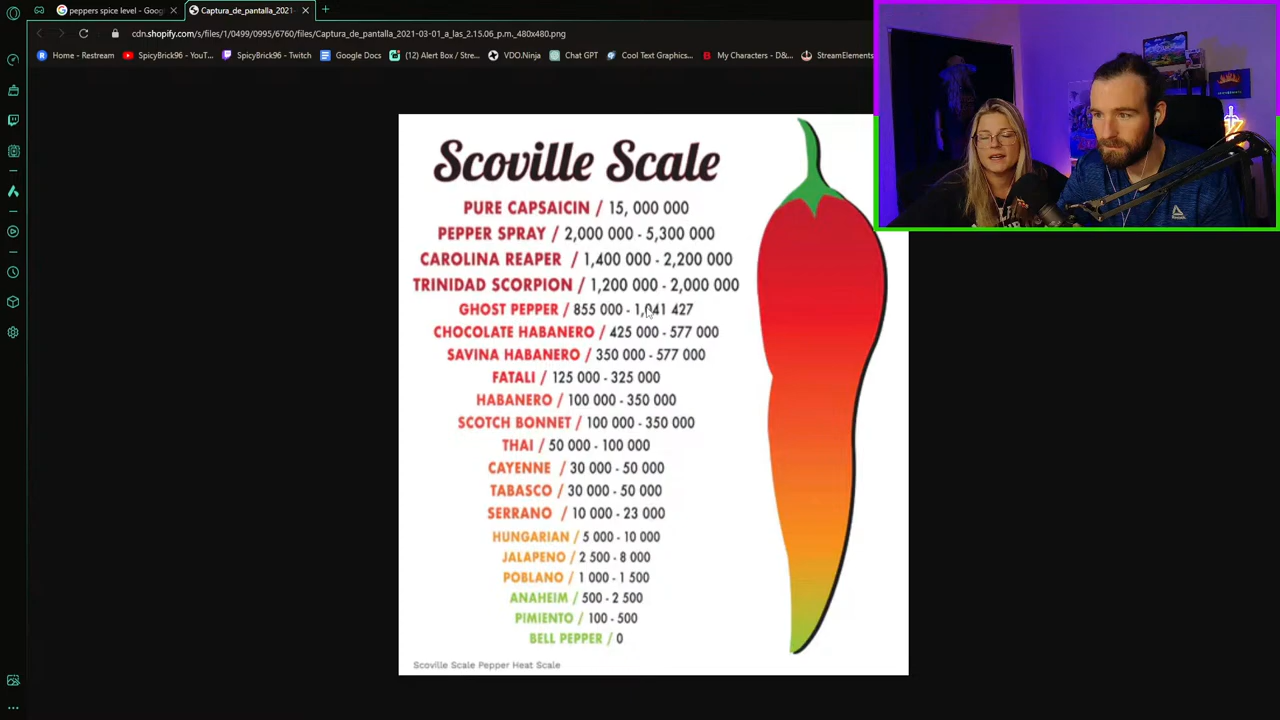 peppers spice level - Goog
Captura_de_pantalla_2021-
cdn.shopify.com/s/files/1/0499/0995/6760/files/Captura_de_pantalla_2021-03-01_a_las_2.15.06_p.m._480x480.png
Home - Restream
SpicyBrick96 - YouT...
SpicyBrick96 - Twitch
Google Docs
(12) Alert Box / Stre...
VDO.Ninja
Chat GPT
Cool Text Graphics...
My Characters - D&...
StreamElements
Scoville Scale
PURE CAPSAICIN / 15, 000 000
PEPPER SPRAY / 2,000 000 - 5,300 000
CAROLINA REAPER / 1,400 000 - 2,200 000
TRINIDAD SCORPION / 1,200 000 - 2,000 000
GHOST PEPPER / 855 000 - 1,041 427
CHOCOLATE HABANERO / 425 000 - 577 000
SAVINA HABANERO / 350 000 - 577 000
FATALI / 125 000 - 325 000
HABANERO / 100 000 - 350 000
SCOTCH BONNET / 100 000 - 350 000
THAI / 50 000 - 100 000
CAYENNE / 30 000 - 50 000
TABASCO / 30 000 - 50 000
SERRANO / 10 000 - 23 000
HUNGARIAN / 5 000 - 10 000
JALAPENO / 2 500 - 8 000
POBLANO / 1 000 - 1 500
ANAHEIM / 500 - 2 500
PIMIENTO / 100 - 500
BELL PEPPER / 0
Scoville Scale Pepper Heat Scale